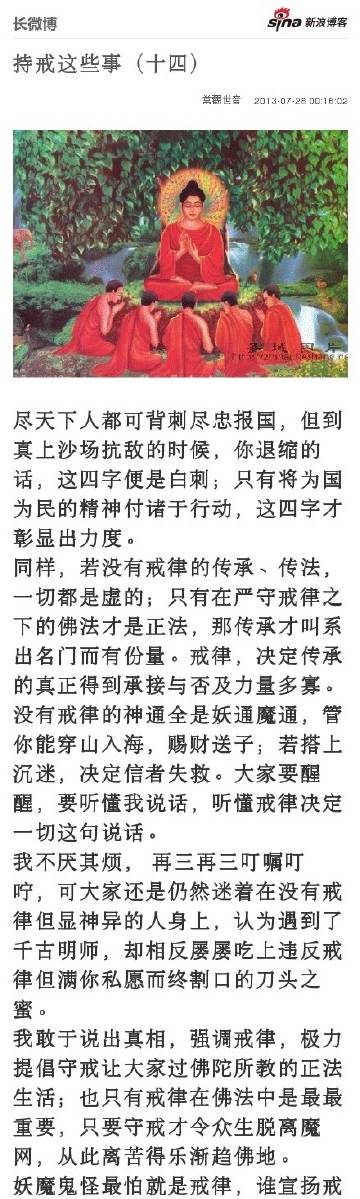 长微博
sina 新浪博客
持戒这些事（十四）
常翻世音 2013-07-28 00:16:02
尽天下人都可背刺尽忠报国，但到
真上沙场抗敌的时候，你退缩的
话，这四字便是白刺；只有将为国
为民的精神付诸于行动，这四字才
彰显出力度。
同样，若没有戒律的传承、传法，
一切都是虚的；只有在严守戒律之
下的佛法才是正法，那传承才叫系
出名门而有份量。戒律，决定传承
的真正得到承接与否及力量多寡。
没有戒律的神通全是妖通魔通，管
你能穿山入海，赐财送子；若搭上
沉迷，决定信者失救。大家要醒
醒，要听懂我说话，听懂戒律决定
一切这句说话。
我不厌其烦， 再三再三叮嘱叮
咛，可大家还是仍然迷着在没有戒
律但显神异的人身上，认为遇到了
千古明师，却相反屡屡吃上违反戒
律但满你私愿而终割口的刀头之
蜜。
我敢于说出真相，强调戒律，极力
提倡守戒让大家过佛陀所教的正法
生活；也只有戒律在佛法中是最最
重要，只要守戒才令众生脱离魔
网，从此离苦得乐渐趋佛地。
妖魔鬼怪最怕就是戒律，谁宣扬戒